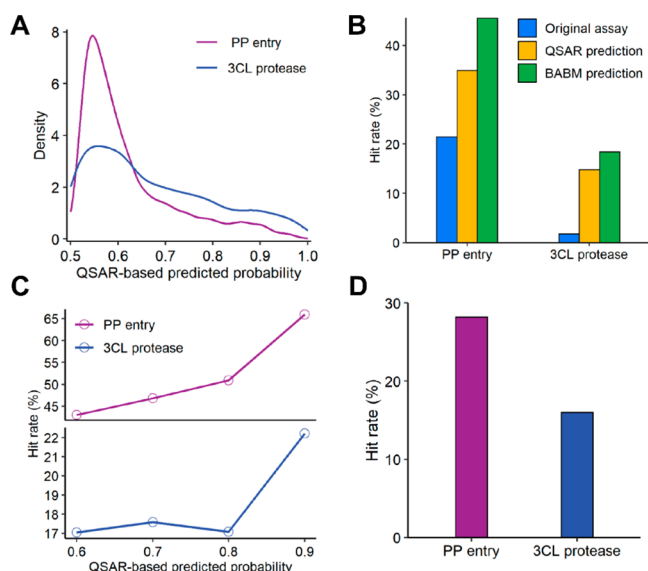 A
PP entry
3CL protease
8
6
4
2
0
Density
0.5 0.6 0.7 0.8 0.9 1.0
QSAR-based predicted probability
B
Original assay
QSAR prediction
BABM prediction
40
30
20
10
0
Hit rate (%)
PP entry 3CL protease
C
PP entry
3CL protease
65
60
55
50
45
22
21
20
19
18
17
Hit rate (%)
0.6 0.7 0.8 0.9
QSAR-based predicted probability
D
30
20
10
0
Hit rate (%)
PP entry 3CL protease